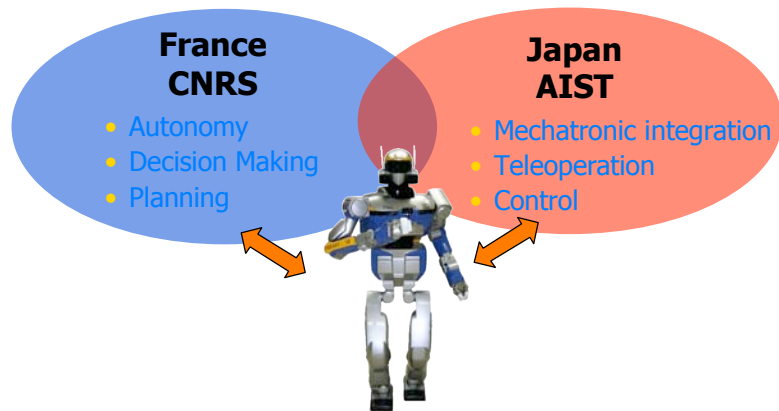 France
CNRS
• Autonomy
• Decision Making
• Planning
Japan
AIST
• Mechatronic integration
• Teleoperation
• Control